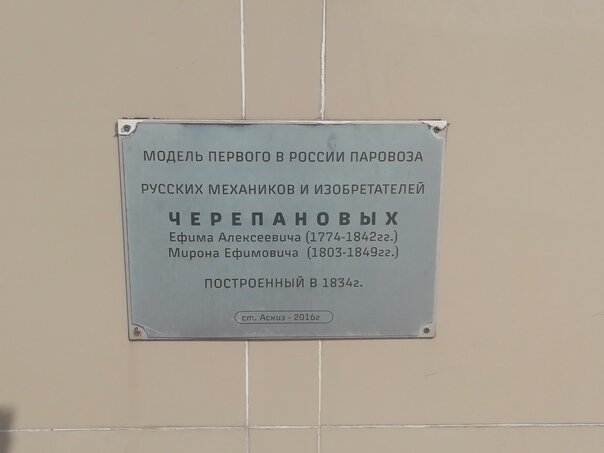 МОДЕЛЬ ПЕРВОГО В РОССИИ ПАРОВОЗА
РУССКИХ МЕХАНИКОВ И ИЗОБРЕТАТЕЛЕЙ
ЧЕРЕПАНОВЫХ
Ефима Алексеевича (1774-1842гг.)
Мирона Ефимовича (1803-1849гг.)
ПОСТРОЕННЫЙ В 1834г.
ст. Аскиз - 2016г